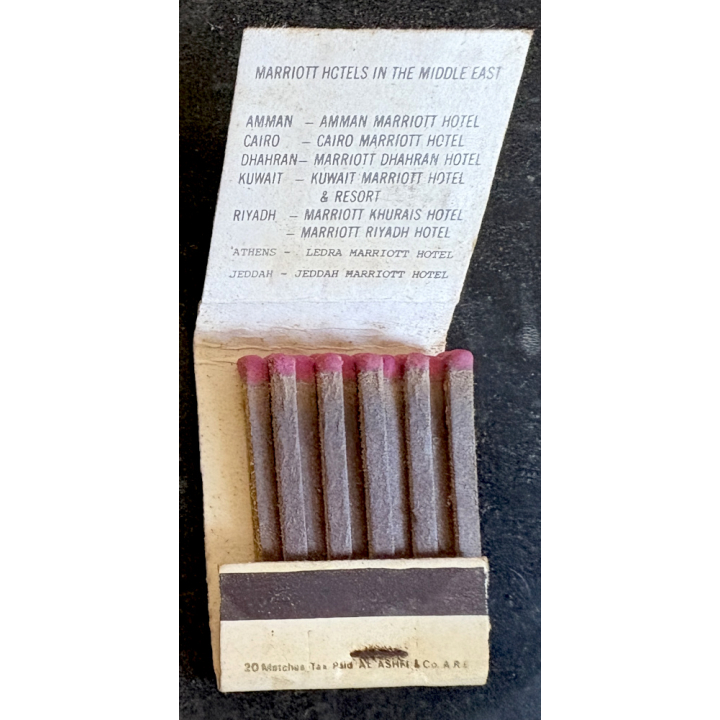 MARRIOTT HOTELS IN THE MIDDLE EAST
AMMAN – AMMAN MARRIOTT HOTEL
CAIRO – CAIRO MARRIOTT HOTEL
DHAHRAN – MARRIOTT DHAHRAN HOTEL
KUWAIT – KUWAIT MARRIOTT HOTEL
& RESORT
RIYADH – MARRIOTT KHURAIS HOTEL
– MARRIOTT RIYADH HOTEL
'ATHENS - LEDRA MARRIOTT HOTEL
JEDDAH - JEDDAH MARRIOTT HOTEL
20 Matches Tax Paid AL & Co. A.R.E